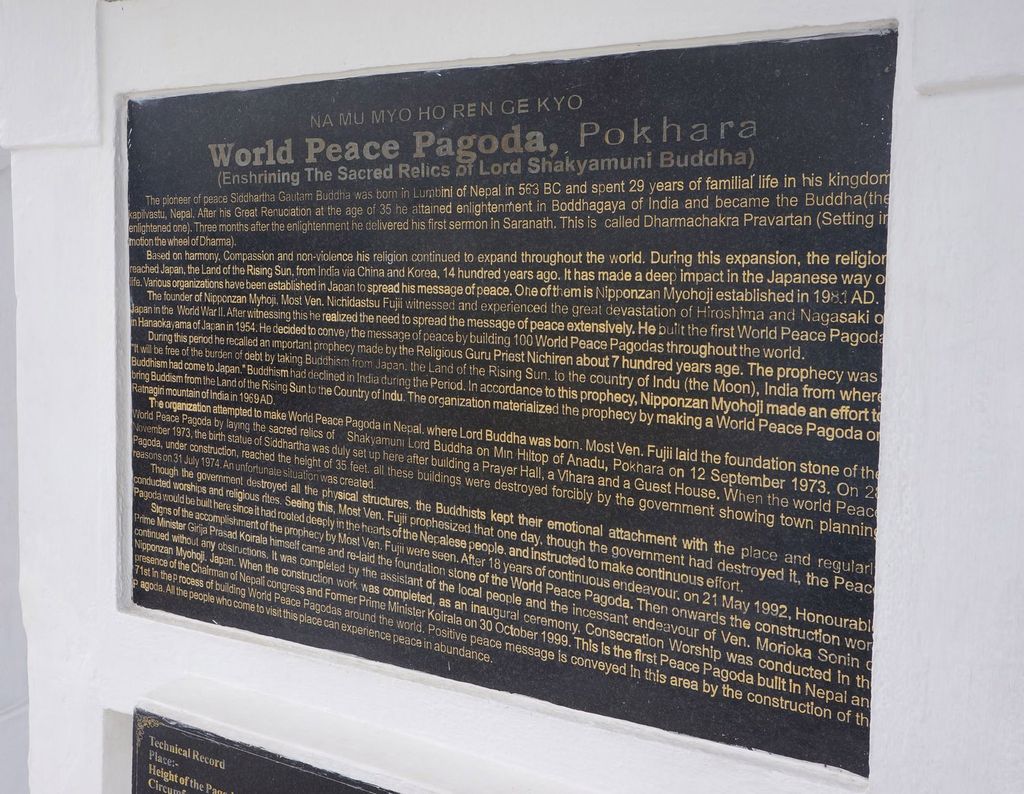 NA MU MYO HO REN GE KYO
World Peace Pagoda, Pokhara
(Enshrining The Sacred Relics of Lord Shakyamuni Buddha)
The pioneer of peace Siddhartha Gautam Buddha was born in Lumbini of Nepal in 563 BC and spent 29 years of familial life in his kingdom
kapilvastu, Nepal. After his Great Renuciation at the age of 35 he attained enlightenment in Boddhagaya of India and became the Buddha(the
enlightened one). Three months after the enlightenment he delivered his first sermon in Saranath. This is called Dharmachakra Pravartan (Setting in
motion the wheel of Dharma).
Based on harmony, Compassion and non-violence his religion continued to expand throughout the world. During this expansion, the religion
reached Japan, the Land of the Rising Sun, from India via China and Korea, 14 hundred years ago. It has made a deep impact in the Japanese way o
life. Various organizations have been established in Japan to spread his message of peace. One of them is Nipponzan Myohoji established in AD.
The founder of Nipponzan Myhoji, Most Ven. Nichidastsu Fujii witnessed and experienced the great devastation of Hiroshima and Nagasaki o
Japan in the World War II. After witnessing this he realized the need to spread the message of peace extensively. He built the first World Peace Pagoda
in Hanaokayama of Japan in 1954. He decided to convey the message of peace by building 100 World Peace Pagodas throughout the world.
During this period he recalled an important prophecy made by the Religious Guru Priest Nichiren about 7 hundred years age. The prophecy was
"It will be free of the burden of debt by taking Buddhism from Japan, the Land of the Rising Sun, to the country of Indu (the Moon), India from where
Buddhism had come to Japan." Buddhism had declined in India during the Period. In accordance to this prophecy, Nipponzan Myohoji made an effort to
bring Buddism from the Land of the Rising Sun to the Country of Indu. The organization materialized the prophecy by making a World Peace Pagoda on
Ratnagiri mountain of India in 1969 AD.
The organization attempted to make World Peace Pagoda in Nepal, where Lord Buddha was born. Most Ven. Fujii laid the foundation stone of the
World Peace Pagoda by laying the sacred relics of Shakyamuni Lord Buddha on Min Hiltop of Anadu, Pokhara on 12 September 1973. On 2
November 1973, the birth statue of Siddhartha was duly set up here after building a Prayer Hall, a Vihara and a Guest House. When the world Peace
Pagoda, under construction, reached the height of 35 feet, all these buildings were destroyed forcibly by the government showing town planning
reasons on 31 July 1974. An unfortunate situation was created.
Though the government destroyed all the physical structures, the Buddhists kept their emotional attachment with the place and regularl
conducted worships and religious rites. Seeing this, Most Ven. Fujii prophesized that one day, though the government had destroyed it, the Peac
Pagoda would be built here since it had rooted deeply in the hearts of the Nepalese people, and instructed to make continuous effort.
Signs of the accomplishment of the prophecy by Most Ven. Fujii were seen. After 18 years of continuous endeavour, on 21 May 1992, Honourabl
Prime Minister Girija Prasad Koirala himself came and re-laid the foundation stone of the World Peace Pagoda. Then onwards the construction wor
continued without any obstructions. It was completed by the assistant of the local people and the incessant endeavour of Ven. Morioka Sonin
Nipponzan Myohoji, Japan. When the construction work was completed, as an inaugural ceremony, Consecration Worship was conducted in th
presence of the Chairman of Nepali congress and Former Prime Minister Koirala on 30 October 1999. This is the first Peace Pagoda built in Nepal an
71st in the process of building World Peace Pagodas around the world. Positive peace message is conveyed in this area by the construction of th
p agoda. All the people who come to visit this place can experience peace in abundance.
Technical Record
Place:-
Height of the